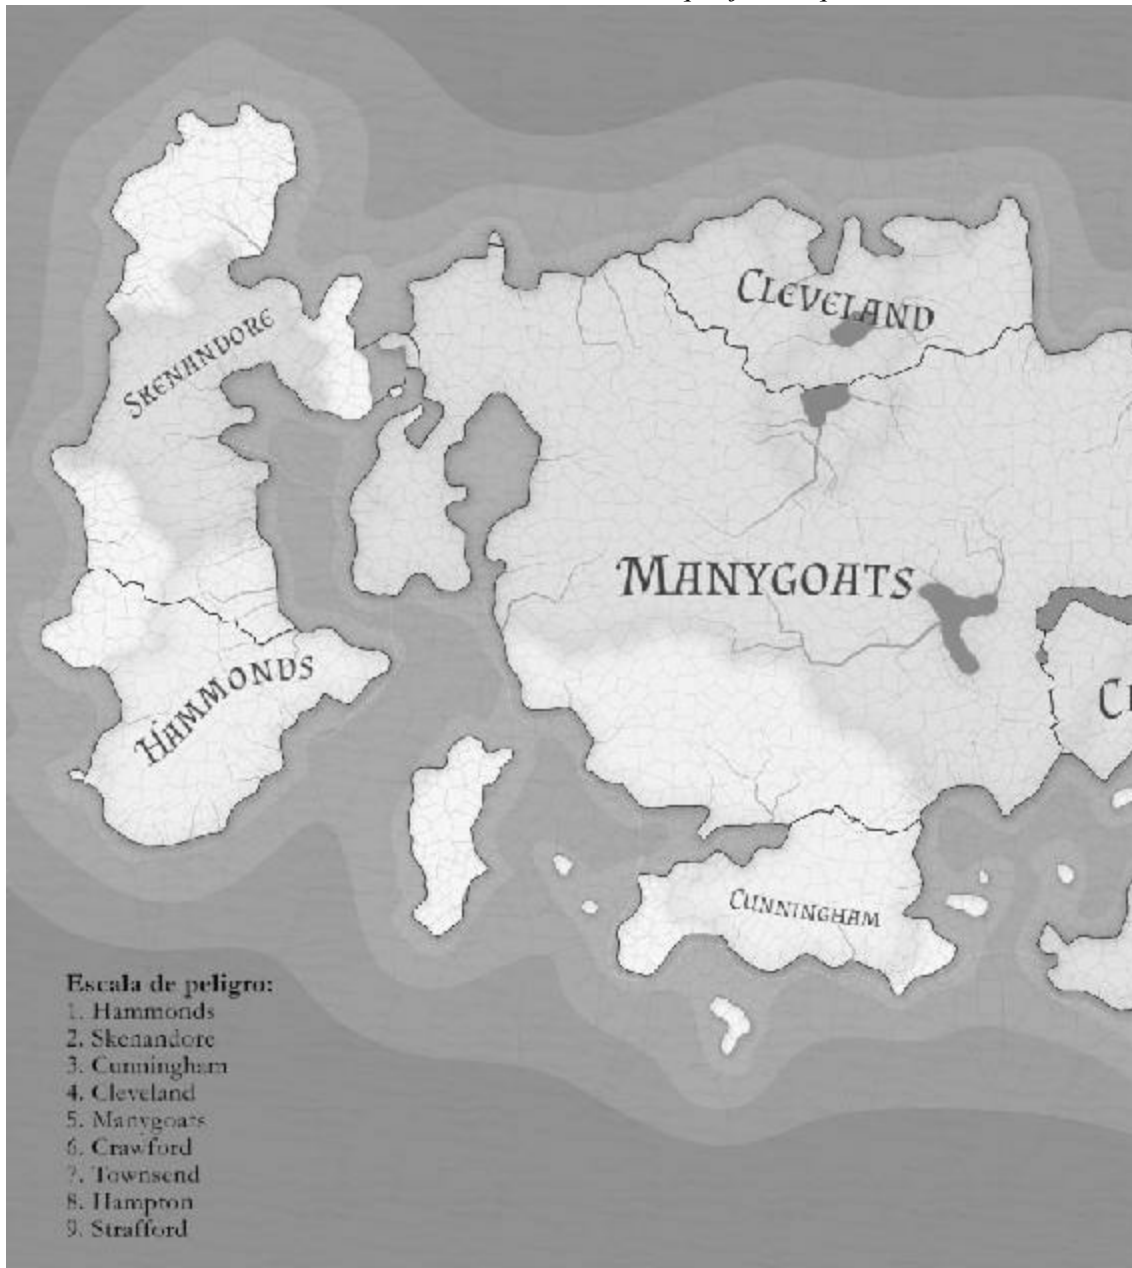 SKENANDORE
CLEVELAND
MANYGOATS
HAMMONDS
CUNNINGHAM
Escala de peligro:
1. Hammonds
2. Skenandore
3. Cunningham
4. Cleveland
5. Manygoats
6. Crawford
7. Townsend
8. Hampton
9. Strafford